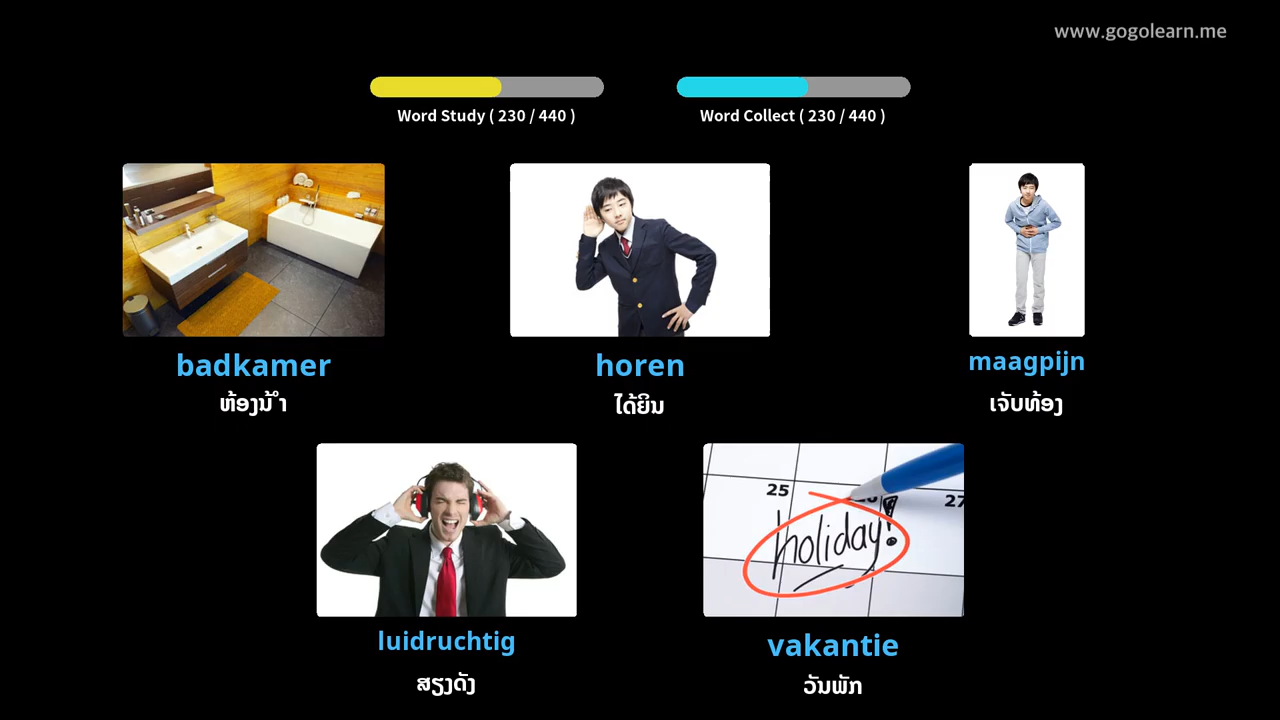 www.gogolearn.me
Word Study ( 230 / 440 )
Word Collect ( 230 / 440 )
badkamer
ຫ້ອງນ້ຳ
horen
ໄດ້ຍິນ
maagpijn
ເຈັບທ້ອງ
25
27
holiday!
luidruchtig
ສຽງດັງ
vakantie
ວັນພັກ